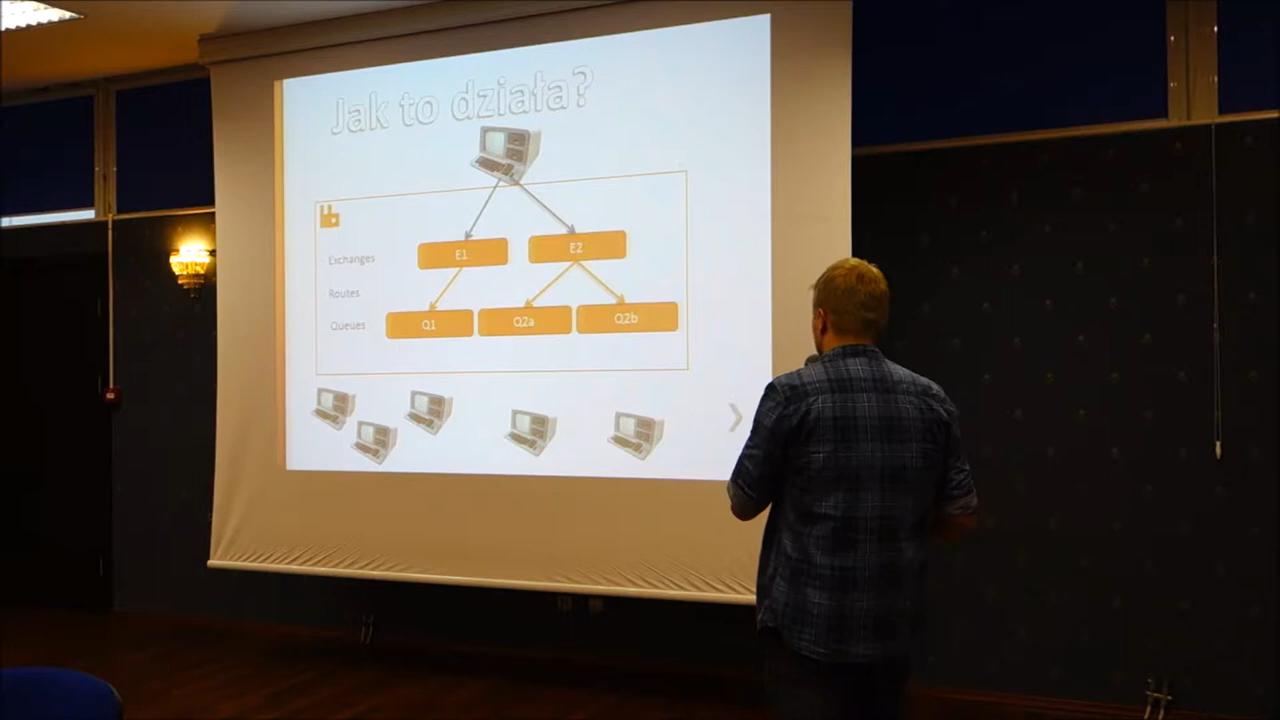 Jak to działa?
Exchanges
E1
E2
Routes
Queues
Q1
Q2a
Q2b